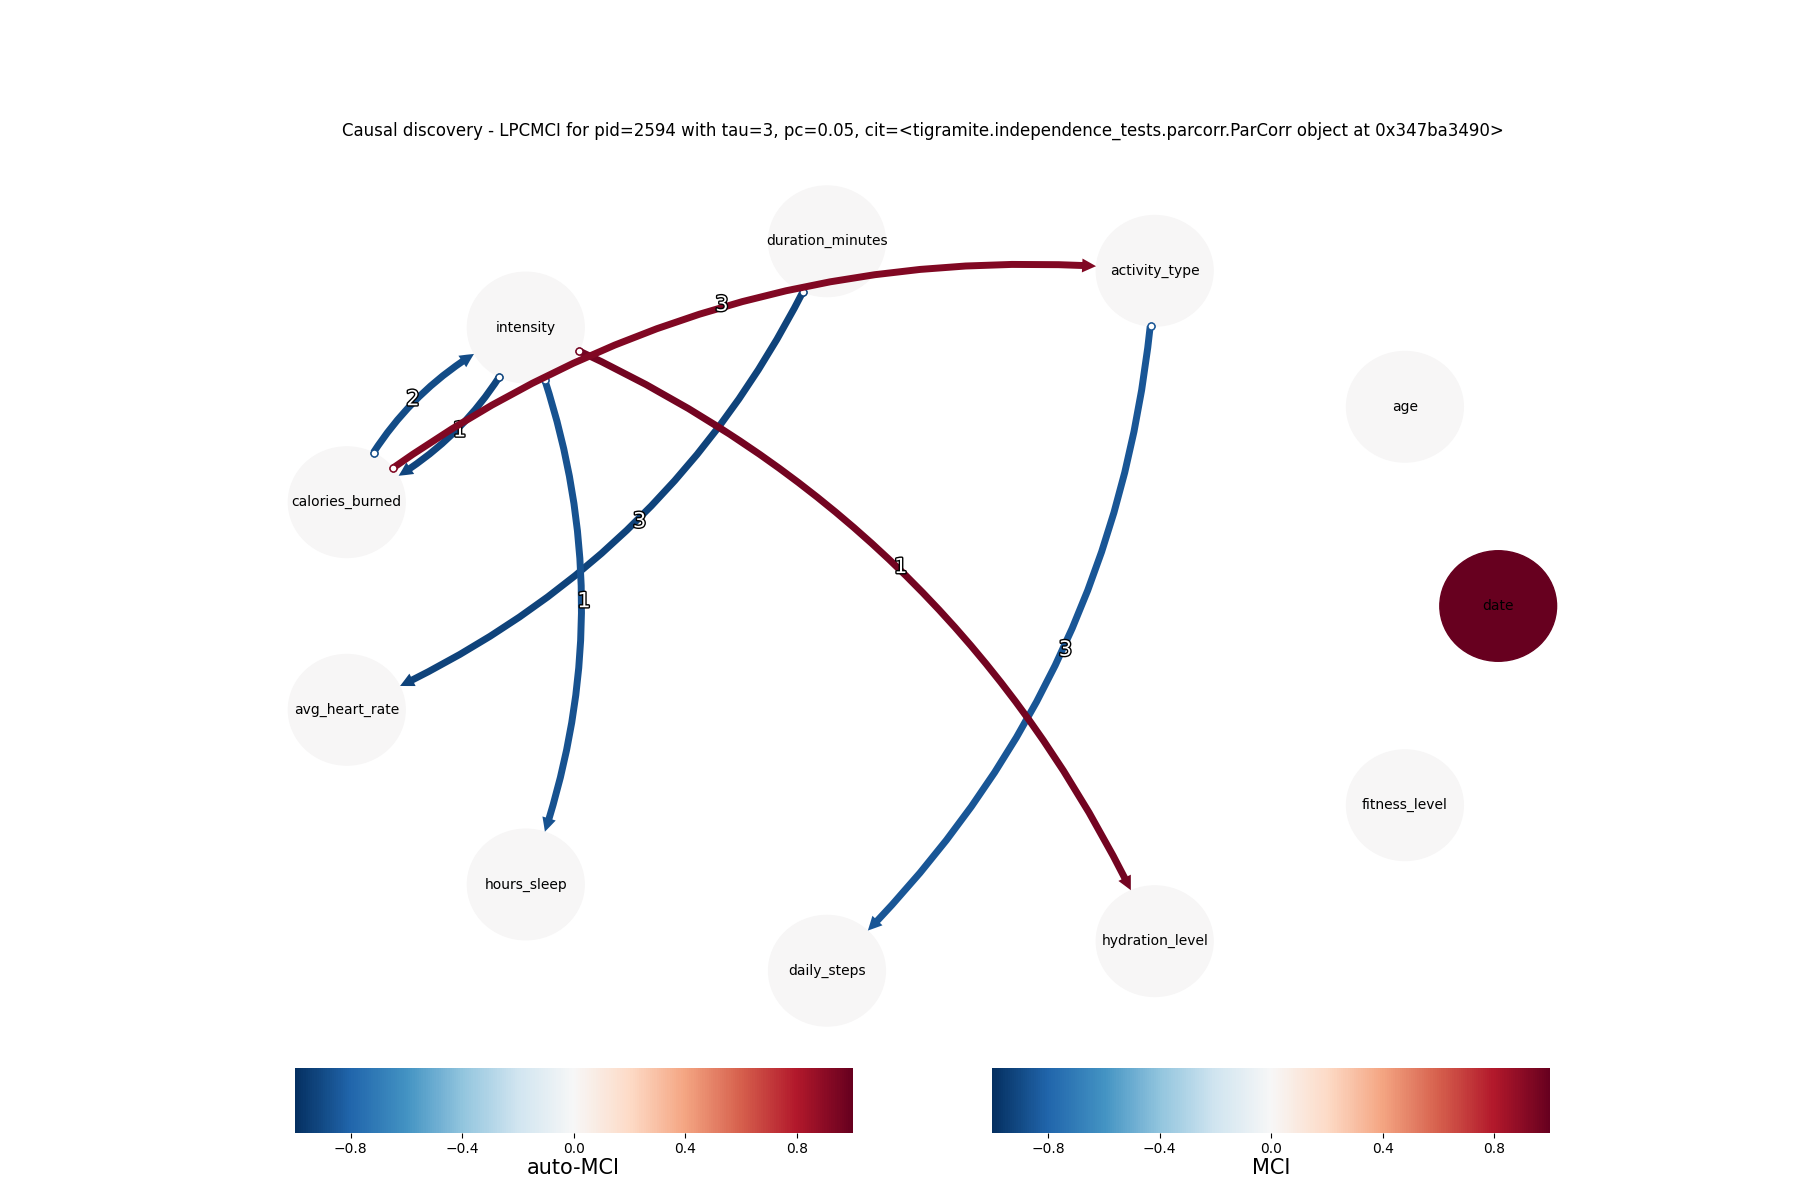 Causal discovery - LPCMCI for pid=2594 with tau=3, pc=0.05, cit=<tigramite.independence_tests.parcorr.ParCorr object at 0x347ba3490>
duration_minutes
activity_type
3
intensity
2
1
age
calories_burned
3
1
1
date
3
avg_heart_rate
fitness_level
hours_sleep
hydration_level
daily_steps
−0.8 −0.4 0.0 0.4 0.8
auto-MCI
−0.8 −0.4 0.0 0.4 0.8
MCI